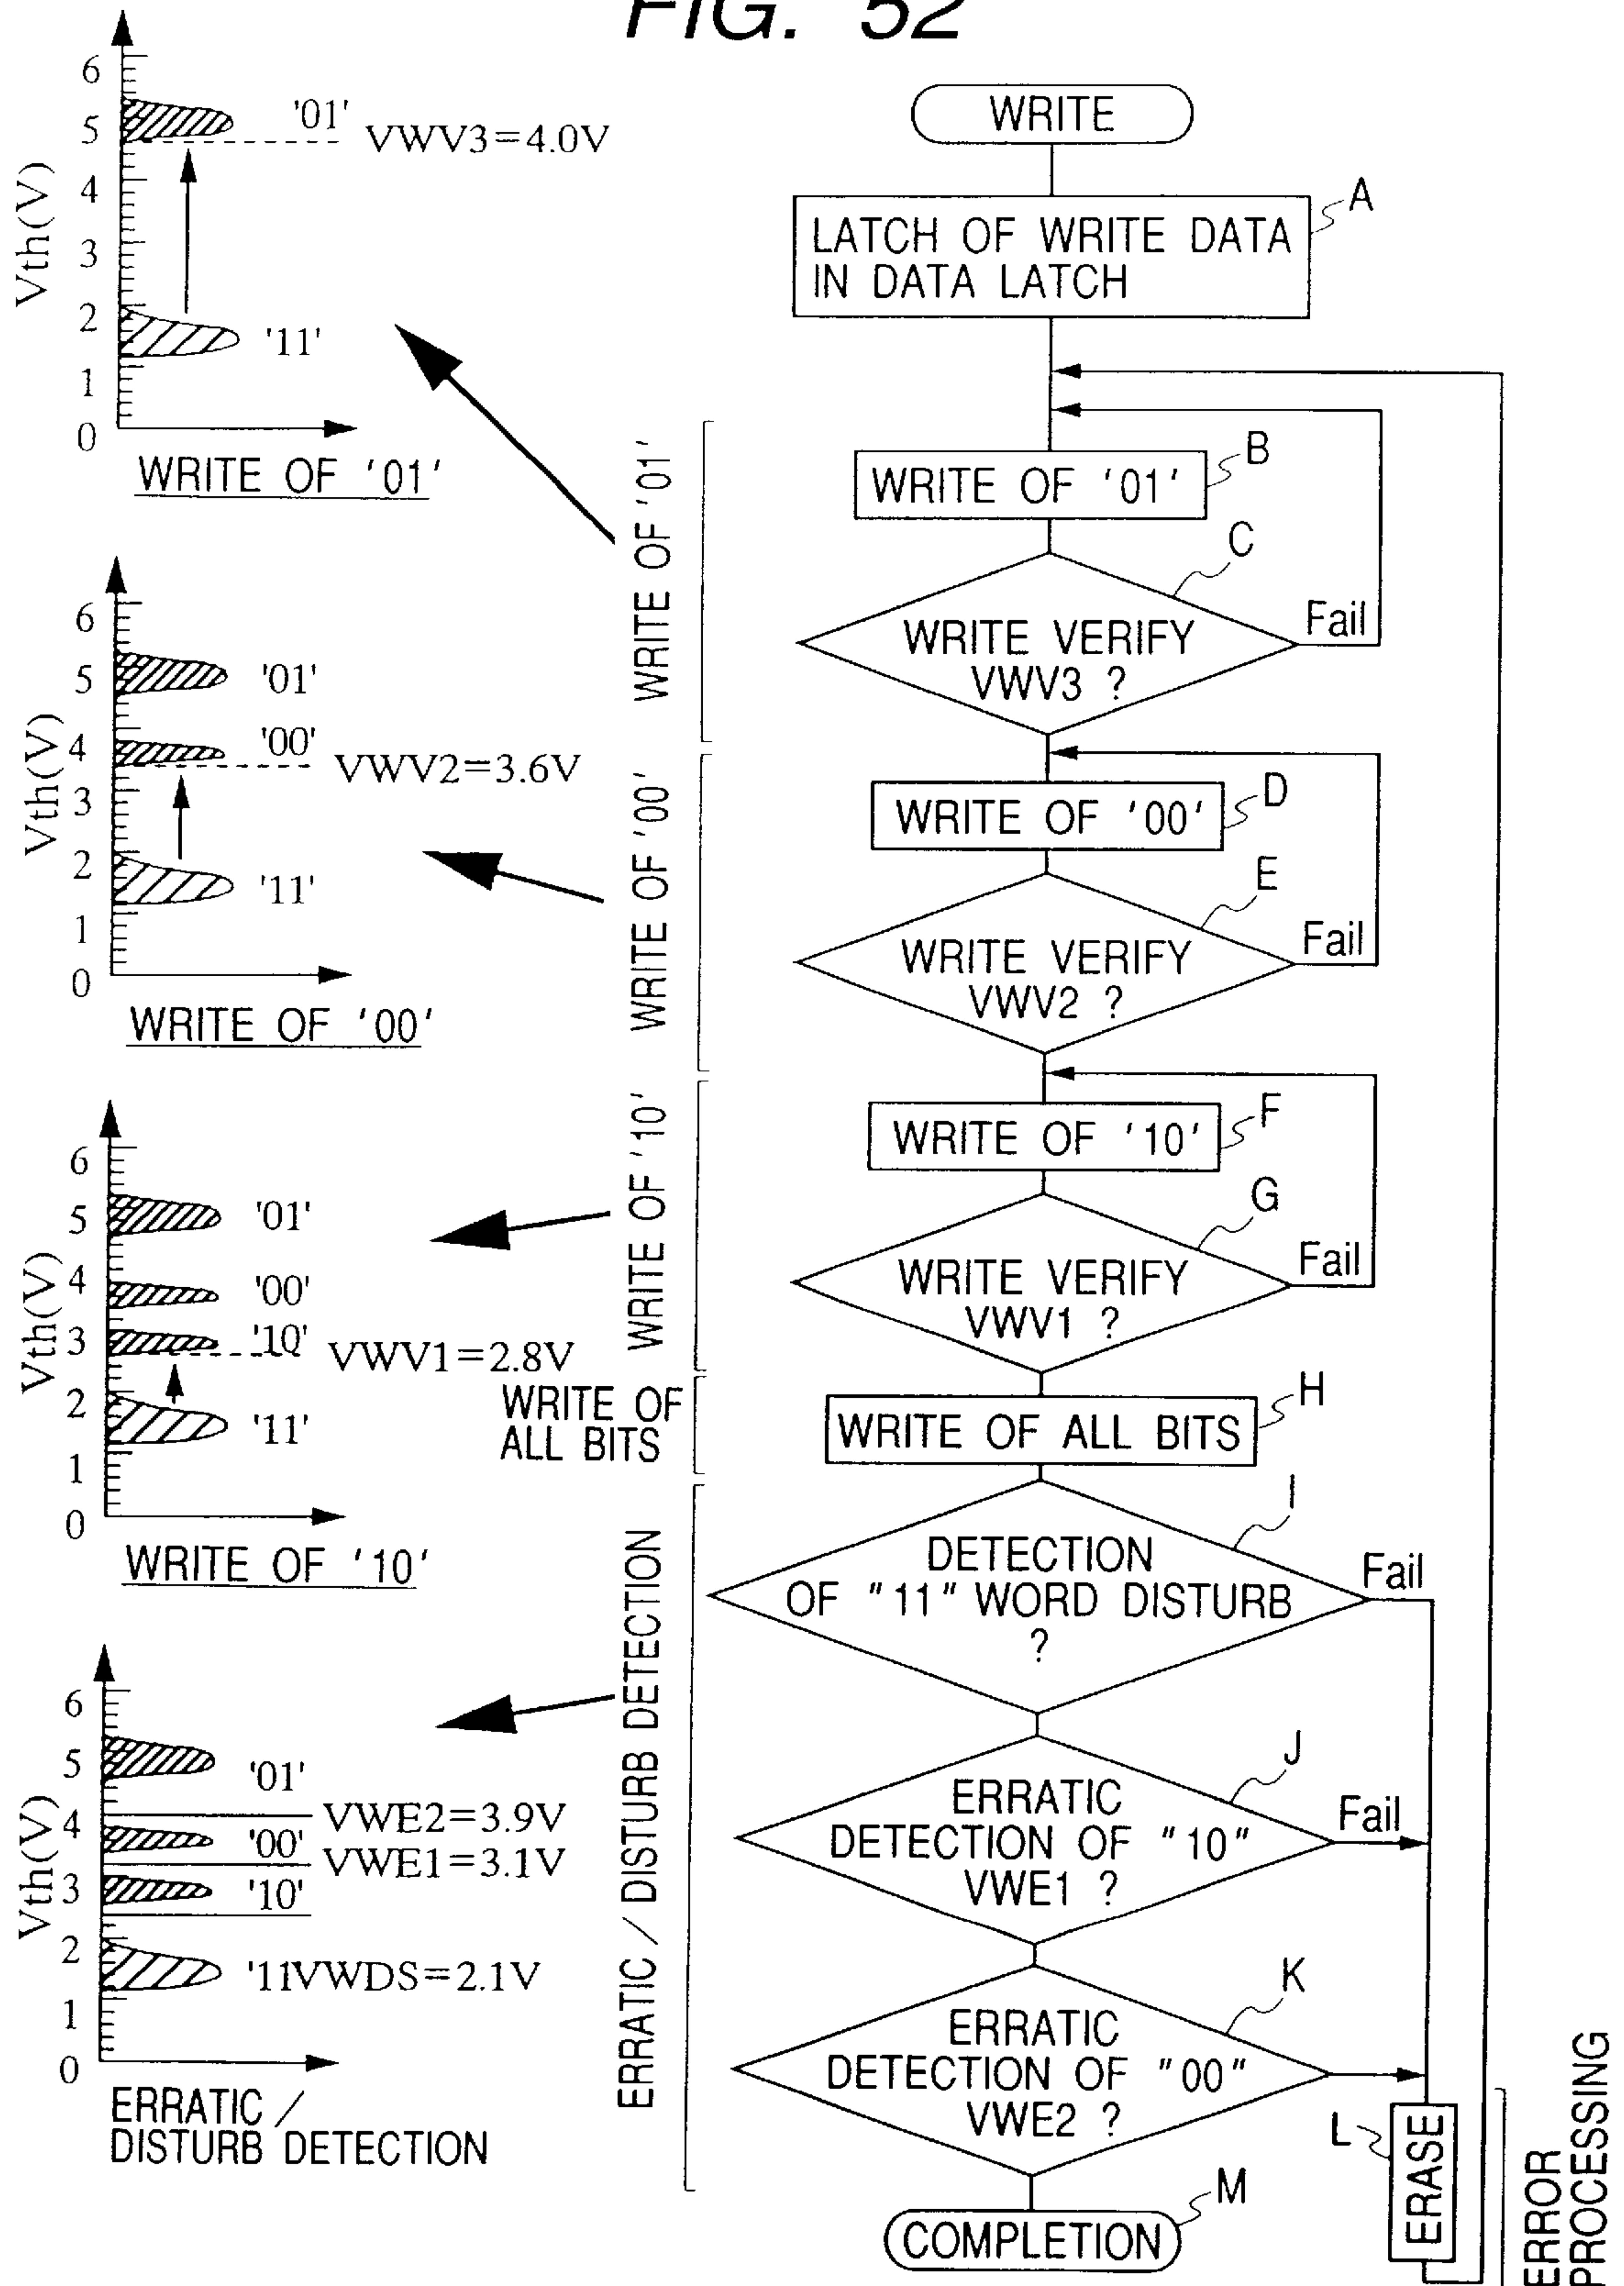 FIG. 52
6
5
4
3
2
1
0
Vth(V)
'01'
VWV3=4.0V
'11'
WRITE OF '01'
6
5
4
3
2
1
0
Vth(V)
'01'
'00'
VWV2=3.6V
'11'
WRITE OF '00'
6
5
4
3
2
1
0
Vth(V)
'01'
'00'
'10'
VWV1=2.8V
'11'
WRITE OF '10'
6
5
4
3
2
1
0
Vth(V)
'01'
VWE2=3.9V
'00'
VWE1=3.1V
'10'
'11VWDS=2.1V
ERRATIC /
DISTURB DETECTION
WRITE OF '01'
WRITE OF '00'
WRITE OF '10'
WRITE OF
ALL BITS
ERRATIC / DISTURB DETECTION
WRITE
A
LATCH OF WRITE DATA
IN DATA LATCH
B
WRITE OF '01'
C
WRITE VERIFY
VWV3 ?
Fail
D
WRITE OF '00'
E
WRITE VERIFY
VWV2 ?
Fail
F
WRITE OF '10'
G
WRITE VERIFY
VWV1 ?
Fail
H
WRITE OF ALL BITS
I
DETECTION
OF "11" WORD DISTURB
?
Fail
J
ERRATIC
DETECTION OF "10"
VWE1 ?
Fail
K
ERRATIC
DETECTION OF "00"
VWE2 ?
L
ERASE
M
COMPLETION
ERROR
PROCESSING